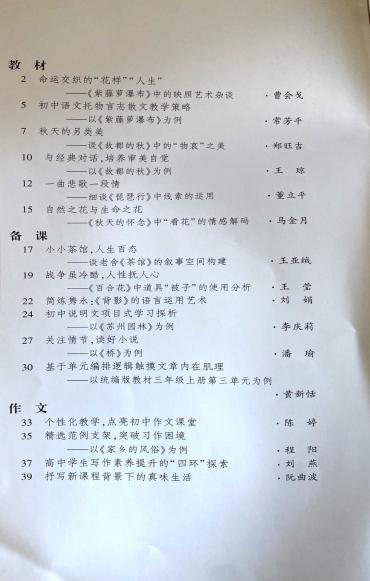 教 材
2 命运交织的“花样”“人生”
——《紫藤萝瀑布》中的映照艺术杂谈 · 曹会戈
5 初中语文托物言志散文教学策略
——以《紫藤萝瀑布》为例 · 常芳平
7 秋天的另类美
——谈《故都的秋》中的“物哀”之美 · 郑旺古
10 与经典对话,培养审美自觉
——以《故都的秋》为例 · 王 琼
12 一曲悲歌一段情
——细谈《琵琶行》中线索的运用 · 董立平
15 自然之花与生命之花
——《秋天的怀念》中“看花”的情感解码 · 马金月
备 课
17 小小茶馆,人生百态
——谈老舍《茶馆》的叙事空间构建 · 王亚绒
19 战争虽冷酷,人性抚人心
——《百合花》中道具“被子”的使用分析 · 王 莹
22 简练隽永:《背影》的语言运用艺术 · 刘 娟
24 初中说明文项目式学习探析
——以《苏州园林》为例 · 李庆莉
27 关注情节,读好小说
——以《桥》为例 · 潘 瑜
30 基于单元编排逻辑触摸文章内在肌理
——以统编版教材三年级上册第三单元为例
· 黄新恬
作 文
33 个性化教学,点亮初中作文课堂 · 陈 婷
35 精选范例支架,突破习作困境
——以《家乡的风俗》为例 · 程 阳
37 高中学生写作素养提升的“四环”探索 · 刘 燕
39 抒写新课程背景下的真味生活 · 阮曲波